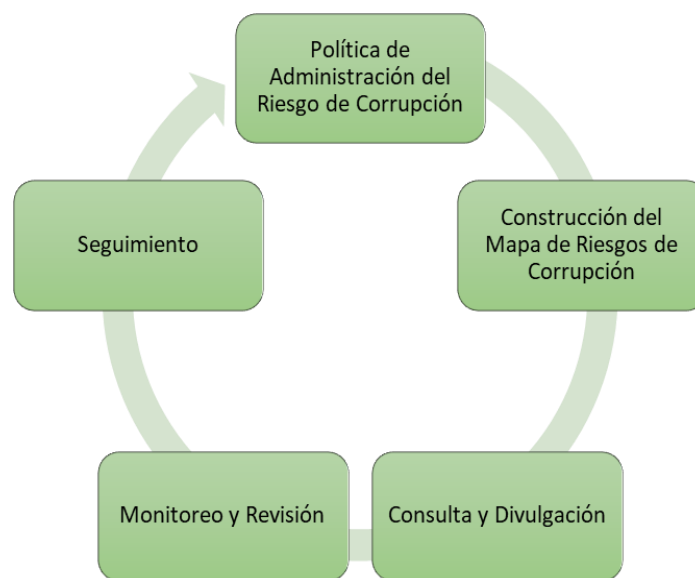 Política de
Administración del
Riesgo de Corrupción
Construcción del
Mapa de Riesgos de
Corrupción
Consulta y Divulgación
Monitoreo y Revisión
Seguimiento